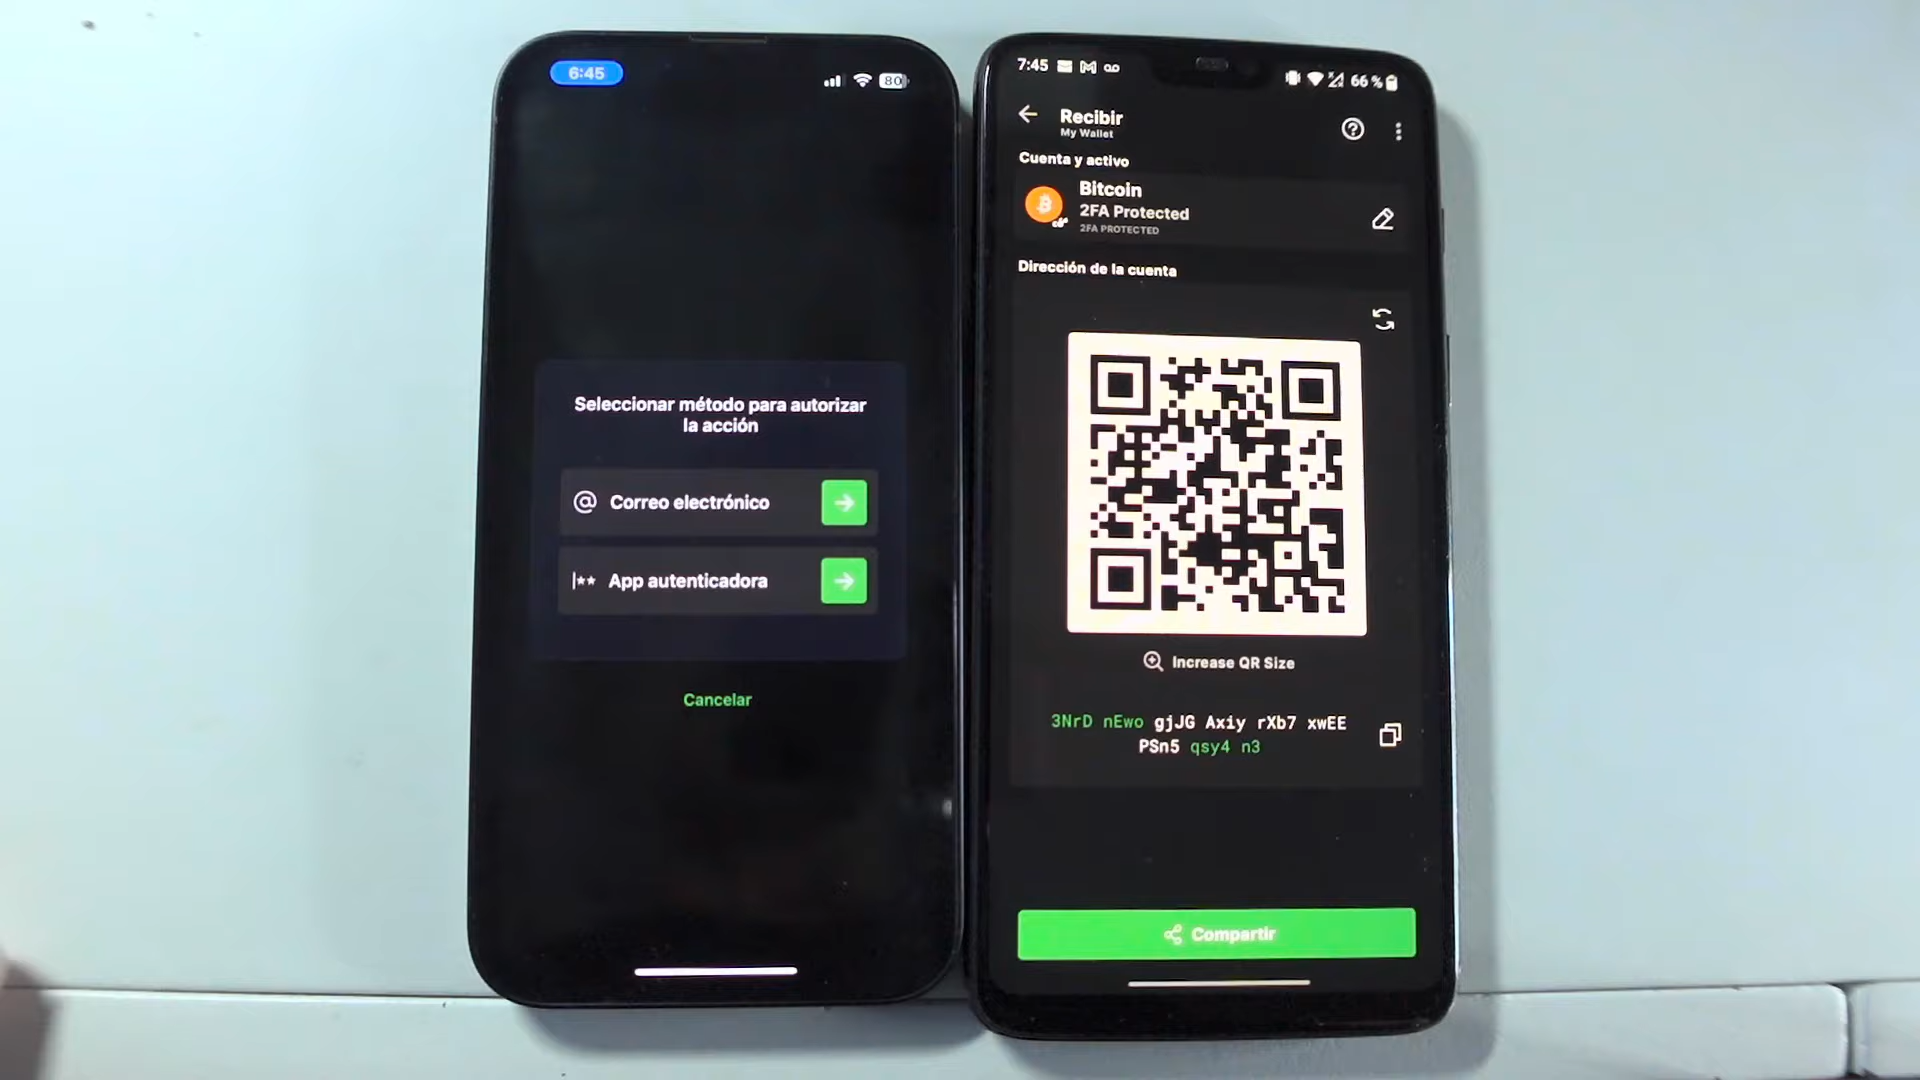 6:45
80
Seleccionar método para autorizar
la acción
@ Correo electrónico
|** App autenticadora
Cancelar
7:45
66 %
Recibir
My Wallet
Cuenta y activo
Bitcoin
2FA Protected
2FA PROTECTED
Dirección de la cuenta
Increase QR Size
3NrD nEwo gjJG Axiy rXb7 xwEE
PSn5 qsy4 n3
Compartir